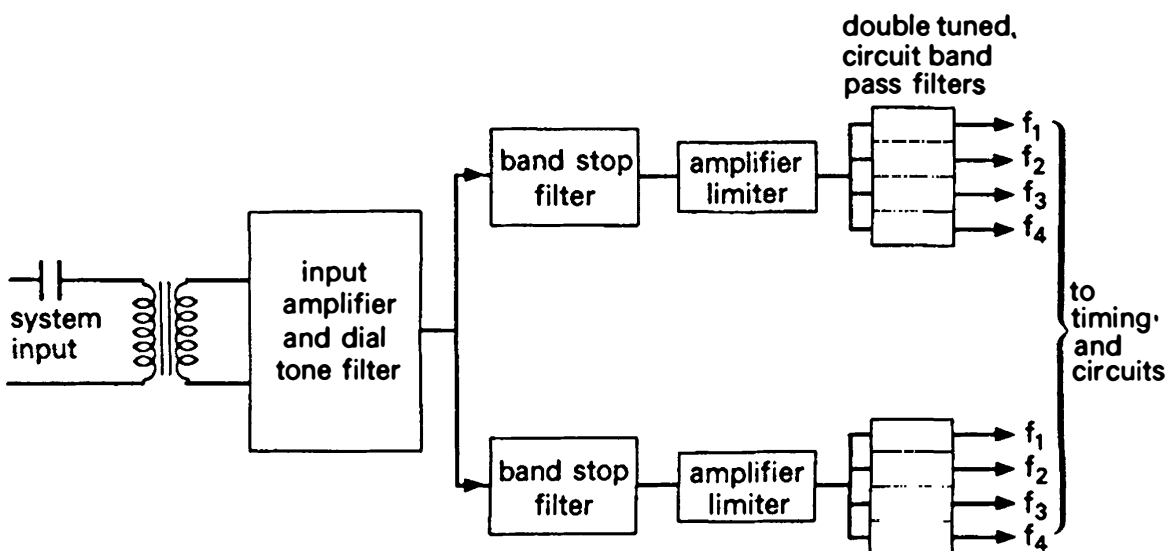 double tuned,
circuit band
pass filters
band stop
filter
amplifier
limiter
f₁
f₂
f₃
f₄
system
input
input
amplifier
and dial
tone filter
to
timing·
and
circuits
band stop
filter
amplifier
limiter
f₁
f₂
f₃
f₄